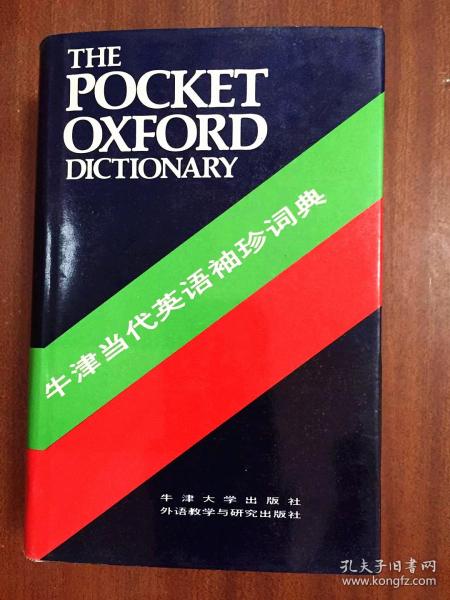 THE
POCKET
OXFORD
DICTIONARY
牛津当代英语袖珍词典
牛津大学出版社
外语教学与研究出版社
孔夫子旧书网
www.kongfz.com